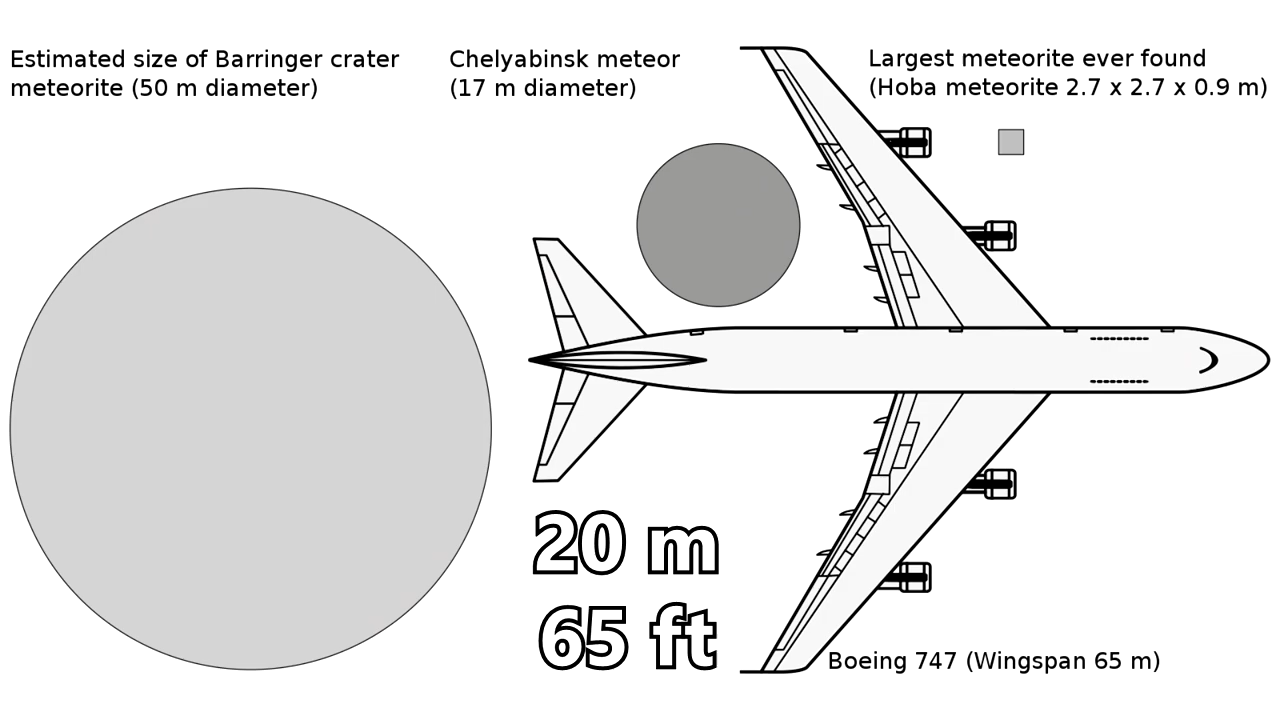 Estimated size of Barringer crater
meteorite (50 m diameter)
Chelyabinsk meteor
(17 m diameter)
Largest meteorite ever found
(Hoba meteorite 2.7 x 2.7 x 0.9 m)
20 m
65 ft
Boeing 747 (Wingspan 65 m)